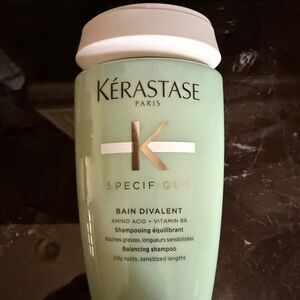 KÉRASTASE
PARIS
K
SPECIFIQUE
BAIN DIVALENT
AMINO ACID + VITAMIN B6
Shampooing équilibrant
Racines grasses, longueurs sensibilisées
Balancing shampoo
Oily roots, sensitized lengths